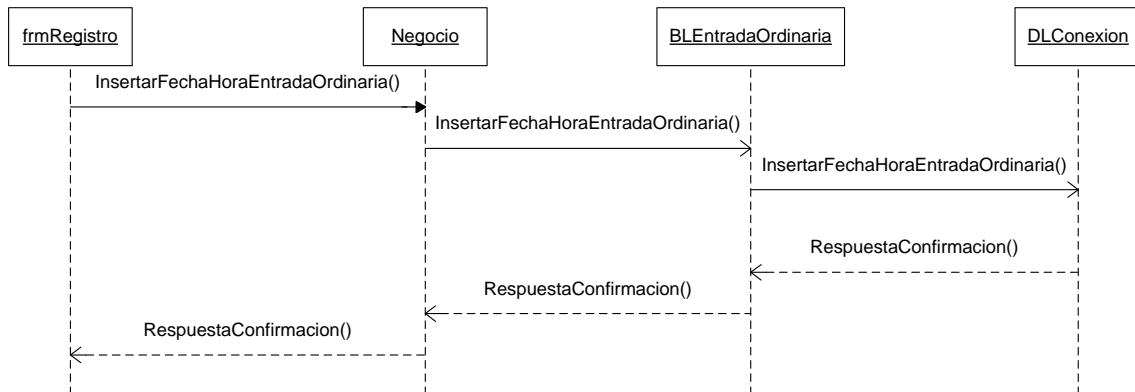 frmRegistro
Negocio
BLEntradaOrdinaria
DLConexion
InsertarFechaHoraEntradaOrdinaria()
InsertarFechaHoraEntradaOrdinaria()
InsertarFechaHoraEntradaOrdinaria()
RespuestaConfirmacion()
RespuestaConfirmacion()
RespuestaConfirmacion()